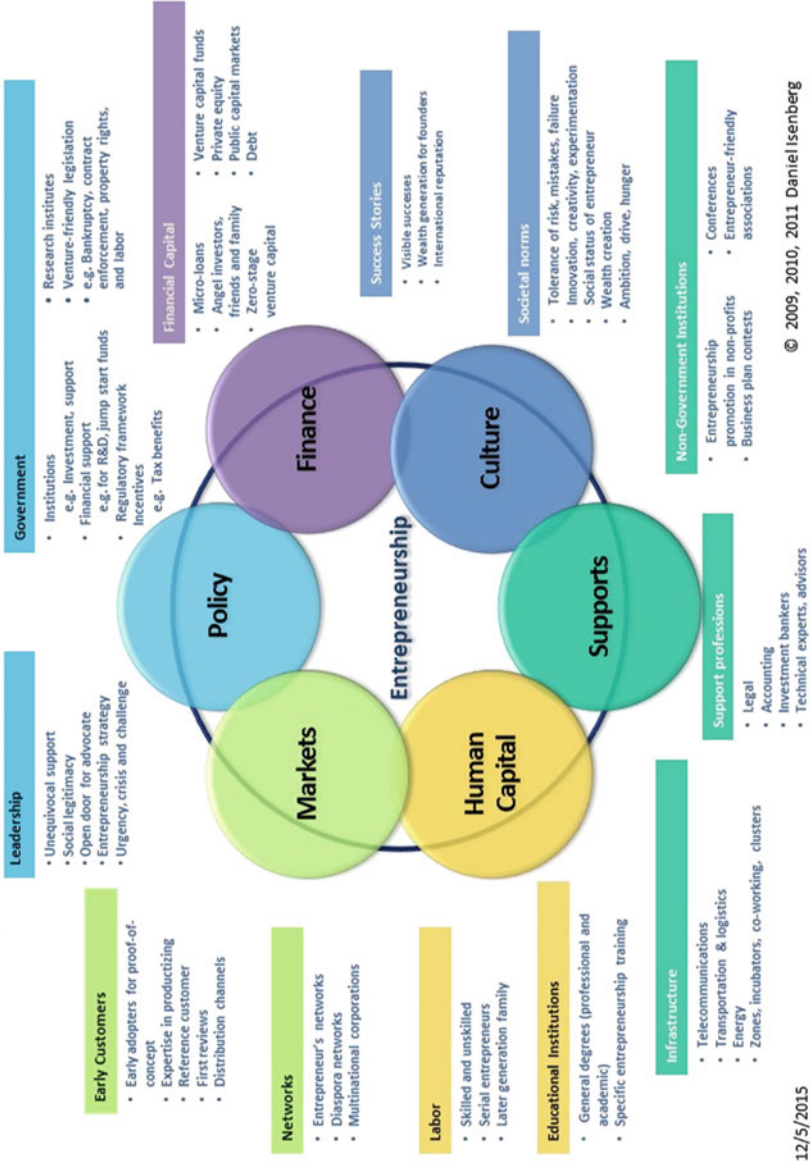 Leadership
• Unequivocal support
• Social legitimacy
• Open door for advocate
• Entrepreneurship strategy
• Urgency, crisis and challenge
Government
• Institutions
e.g. Investment, support
• Financial support
e.g. for R&D, jump start funds
• Regulatory framework
Incentives
e.g. Tax benefits
• Research institutes
• Venture-friendly legislation
• e.g. Bankruptcy, contract
enforcement, property rights,
and labor
Early Customers
• Early adopters for proof-of-
concept
• Expertise in productizing
• Reference customer
• First reviews
• Distribution channels
Financial Capital
• Micro-loans
• Angel investors,
friends and family
• Zero-stage
venture capital
• Venture capital funds
• Private equity
• Public capital markets
• Debt
Networks
• Entrepreneur's networks
• Diaspora networks
• Multinational corporations
Success Stories
• Visible successes
• Wealth generation for founders
• International reputation
Policy
Markets
Finance
Entrepreneurship
Human
Capital
Culture
Supports
Labor
• Skilled and unskilled
• Serial entrepreneurs
• Later generation family
Societal norms
• Tolerance of risk, mistakes, failure
• Innovation, creativity, experimentation
• Social status of entrepreneur
• Wealth creation
• Ambition, drive, hunger
Educational Institutions
• General degrees (professional and
academic)
• Specific entrepreneurship training
Infrastructure
• Telecommunications
• Transportation & logistics
• Energy
• Zones, incubators, co-working, clusters
Support professions
• Legal
• Accounting
• Investment bankers
• Technical experts, advisors
Non-Government Institutions
• Entrepreneurship
promotion in non-profits
• Business plan contests
• Conferences
• Entrepreneur-friendly
associations
12/5/2015
© 2009, 2010, 2011 Daniel Isenberg